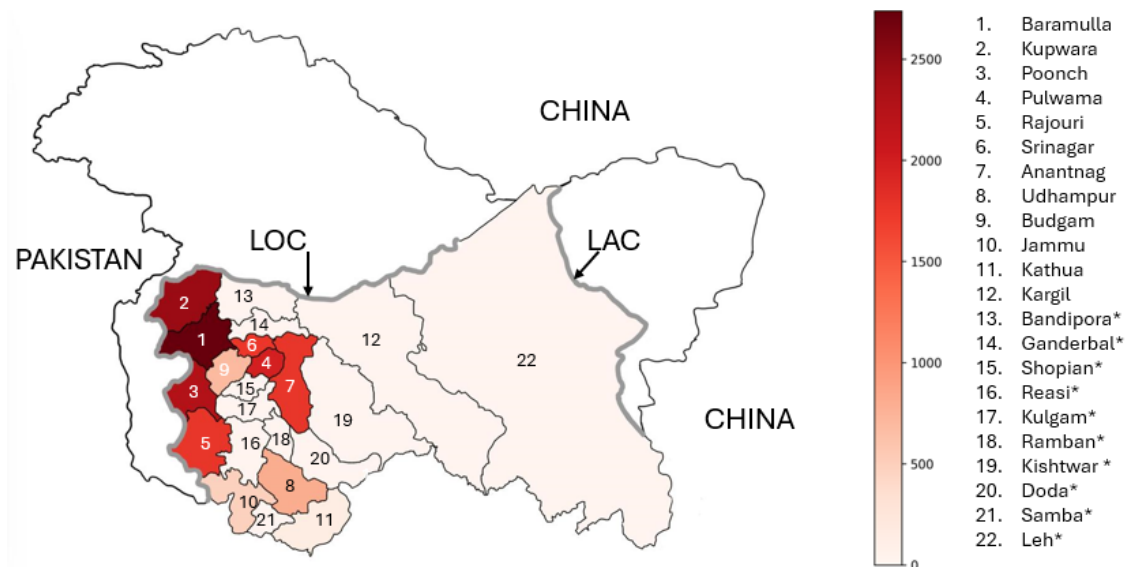 CHINA
PAKISTAN
LOC
LAC
CHINA
2
13
14
1
6
12
22
9
4
15
7
3
17
19
5
16
18
20
8
10
21
11
2500
2000
1500
1000
500
0
1. Baramulla
2. Kupwara
3. Poonch
4. Pulwama
5. Rajouri
6. Srinagar
7. Anantnag
8. Udhampur
9. Budgam
10. Jammu
11. Kathua
12. Kargil
13. Bandipora*
14. Ganderbal*
15. Shopian*
16. Reasi*
17. Kulgam*
18. Ramban*
19. Kishtwar *
20. Doda*
21. Samba*
22. Leh*